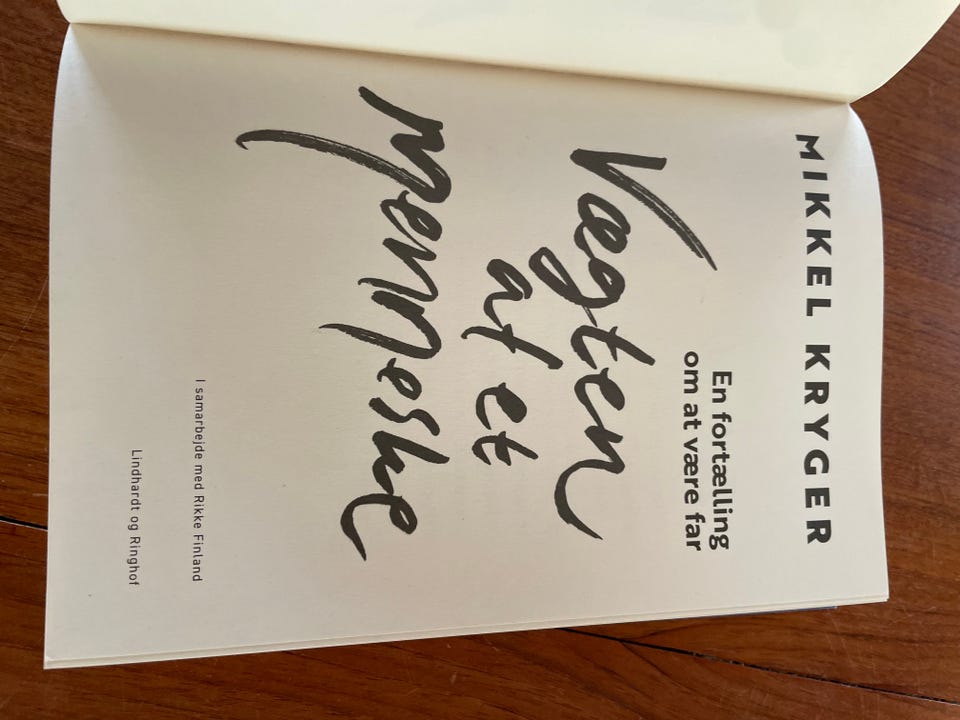 MIKKEL KRYGER
En fortælling
om at være far
Vægten
af et
menneske
I samarbejde med Rikke Finland
Lindhardt og Ringhof